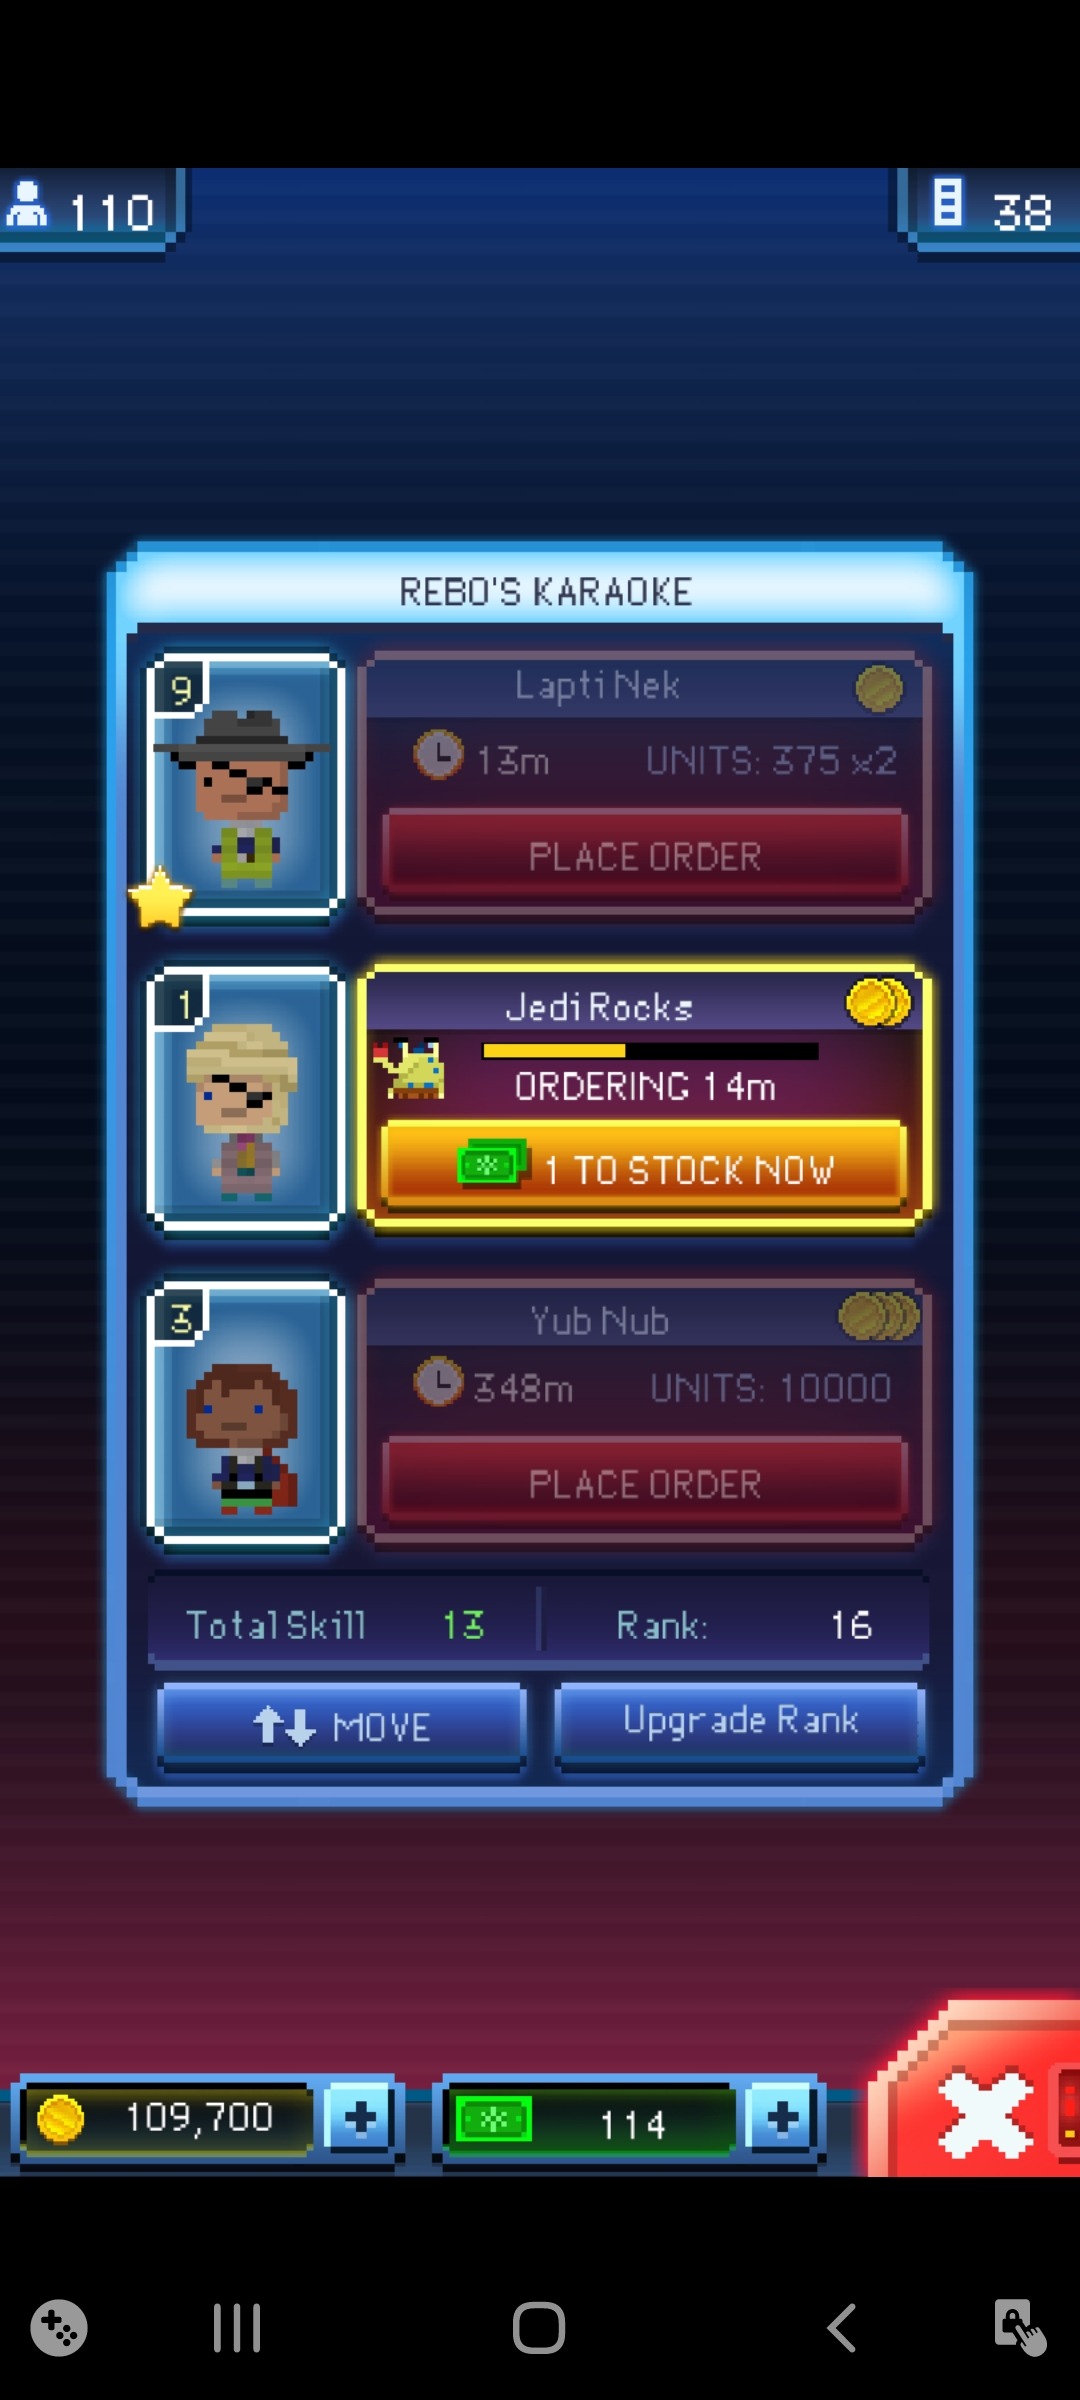 110
38
REBO'S KARAOKE
9
Lapti Nek
13m UNITS: 375 x2
PLACE ORDER
1
Jedi Rocks
ORDERING 14m
1 TO STOCK NOW
3
Yub Nub
348m UNITS: 10000
PLACE ORDER
Total Skill 13 Rank: 16
MOVE Upgrade Rank
109,700 114